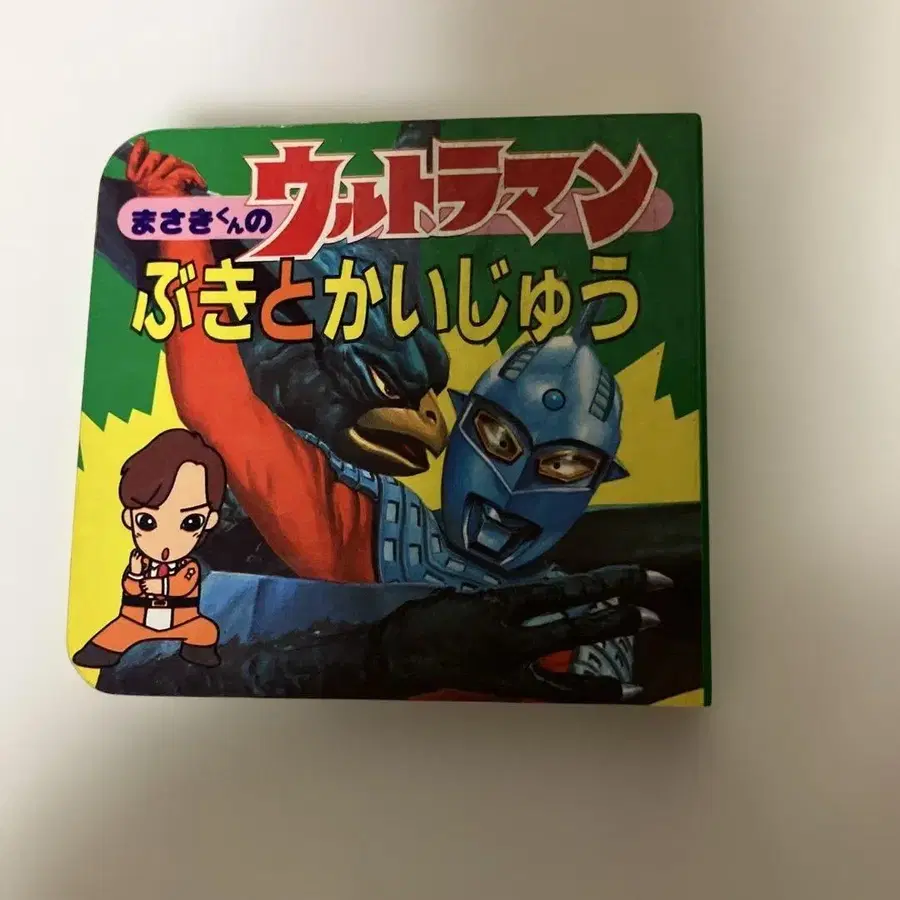 まさきくんの ウルトラマン
ぶきとかいじゅう